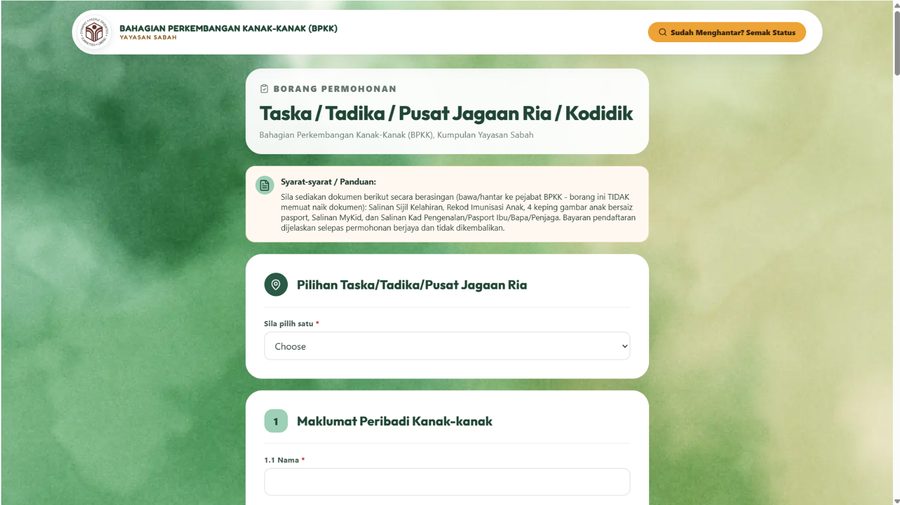 BAHAGIAN PERKEMBANGAN KANAK-KANAK (BPKK)
YAYASAN SABAH
Sudah Menghantar? Semak Status
BORANG PERMOHONAN
Taska / Tadika / Pusat Jagaan Ria / Kodidik
Bahagian Perkembangan Kanak-Kanak (BPKK), Kumpulan Yayasan Sabah
Syarat-syarat / Panduan:
Sila sediakan dokumen berikut secara berasingan (bawa/hantar ke pejabat BPKK - borang ini TIDAK
memuat naik dokumen): Salinan Sijil Kelahiran, Rekod Imunisasi Anak, 4 keping gambar anak bersaiz
pasport, Salinan MyKid, dan Salinan Kad Pengenalan/Pasport Ibu/Bapa/Penjaga. Bayaran pendaftaran
dijelaskan selepas permohonan berjaya dan tidak dikembalikan.
Pilihan Taska/Tadika/Pusat Jagaan Ria
Sila pilih satu *
Choose
1
Maklumat Peribadi Kanak-kanak
1.1 Nama *